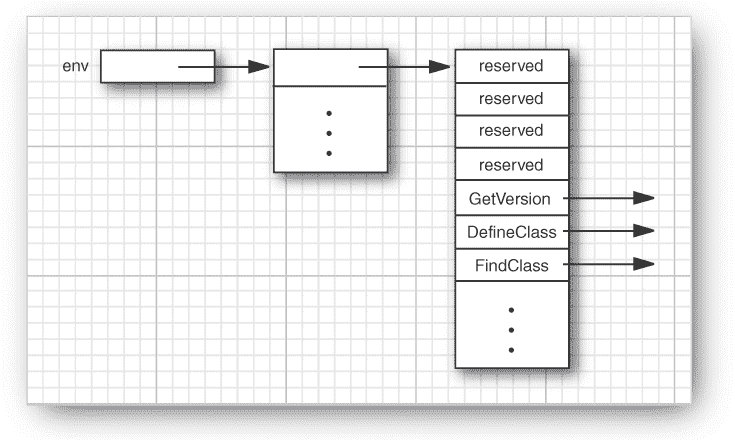 env
reserved
reserved
reserved
reserved
GetVersion
DefineClass
FindClass